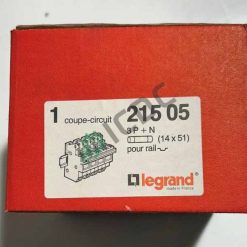 1 coupe-circuit 215 05
3 P + N
(14 x 51)
pour rail
legrand
made in France